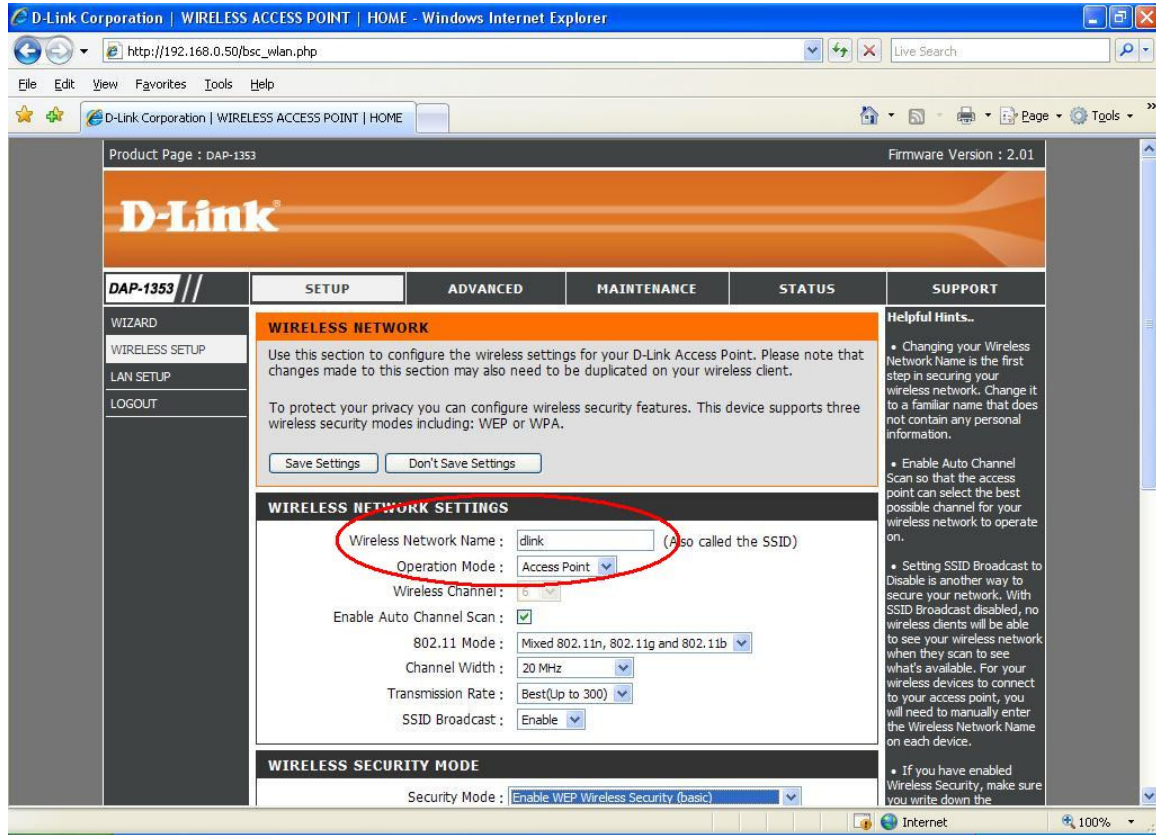 D-Link Corporation | WIRELESS ACCESS POINT | HOME - Windows Internet Explorer
http://192.168.0.50/bsc_wlan.php
Live Search
File Edit View Favorites Tools Help
D-Link Corporation | WIRELESS ACCESS POINT | HOME
Page
Tools
Product Page : DAP-1353
Firmware Version : 2.01
D-Link
DAP-1353
SETUP
ADVANCED
MAINTENANCE
STATUS
SUPPORT
WIZARD
WIRELESS SETUP
LAN SETUP
LOGOUT
WIRELESS NETWORK
Use this section to configure the wireless settings for your D-Link Access Point. Please note that
changes made to this section may also need to be duplicated on your wireless client.
To protect your privacy you can configure wireless security features. This device supports three
wireless security modes including: WEP or WPA.
Save Settings
Don't Save Settings
WIRELESS NETWORK SETTINGS
Wireless Network Name : dlink (Also called the SSID)
Operation Mode : Access Point
Wireless Channel : 6
Enable Auto Channel Scan :
802.11 Mode : Mixed 802.11n, 802.11g and 802.11b
Channel Width : 20 MHz
Transmission Rate : Best(Up to 300)
SSID Broadcast : Enable
WIRELESS SECURITY MODE
Security Mode : Enable WEP Wireless Security (basic)
Helpful Hints..
• Changing your Wireless
Network Name is the first
step in securing your
wireless network. Change it
to a familiar name that does
not contain any personal
information.
• Enable Auto Channel
Scan so that the access
point can select the best
possible channel for your
wireless network to operate
on.
• Setting SSID Broadcast to
Disable is another way to
secure your network. With
SSID Broadcast disabled, no
wireless clients will be able
to see your wireless network
when they scan to see
what's available. For your
wireless devices to connect
to your access point, you
will need to manually enter
the Wireless Network Name
on each device.
• If you have enabled
Wireless Security, make sure
you write down the
Internet
100%